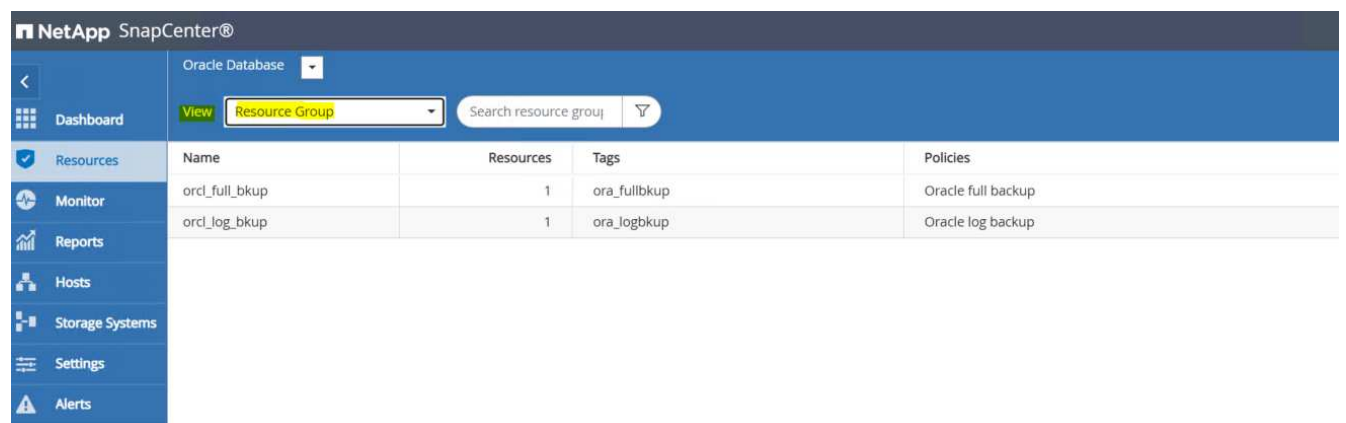 NetApp SnapCenter®
Oracle Database
View Resource Group Search resource grou
Dashboard
Resources
Monitor
Reports
Hosts
Storage Systems
Settings
Alerts
Name Resources Tags Policies
orcl_full_bkup 1 ora_fullbkup Oracle full backup
orcl_log_bkup 1 ora_logbkup Oracle log backup